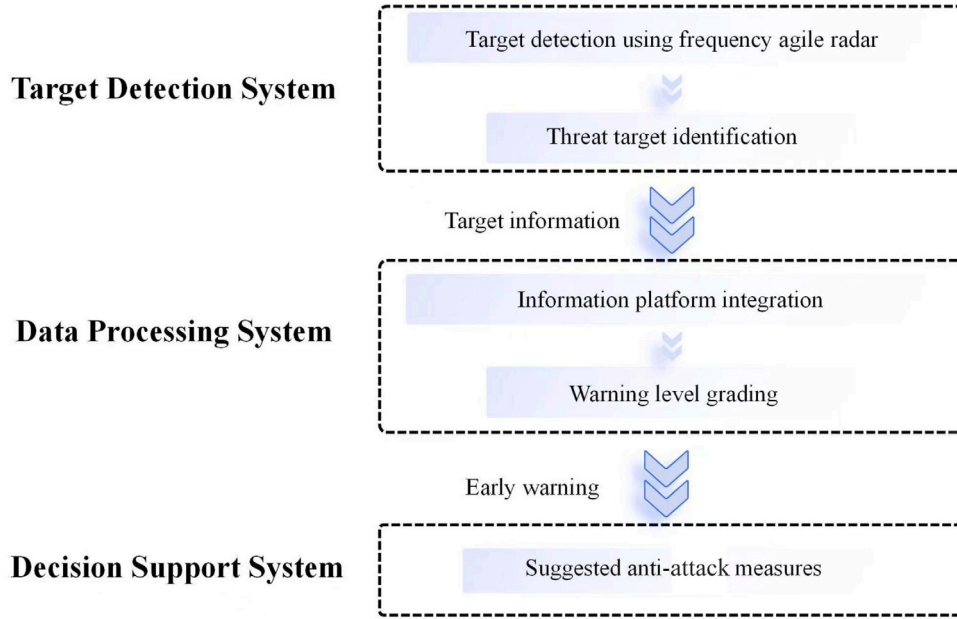 Target detection using frequency agile radar
Target Detection System
Threat target identification
Target information
Information platform integration
Data Processing System
Warning level grading
Early warning
Decision Support System
Suggested anti-attack measures